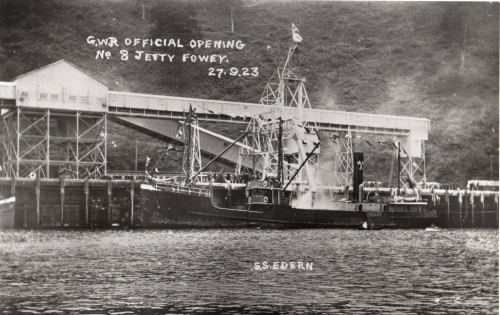 G.W.R OFFICIAL OPENING
No 8 JETTY FOWEY.
27.9.23
S.S. EDERN